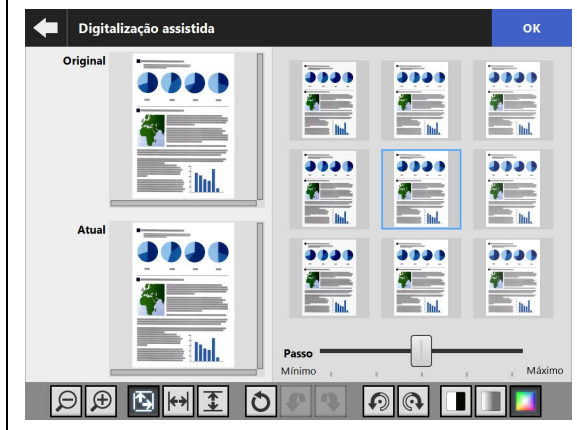 Digitalização assistida
OK
Original
Atual
Passo
Mínimo
Máximo